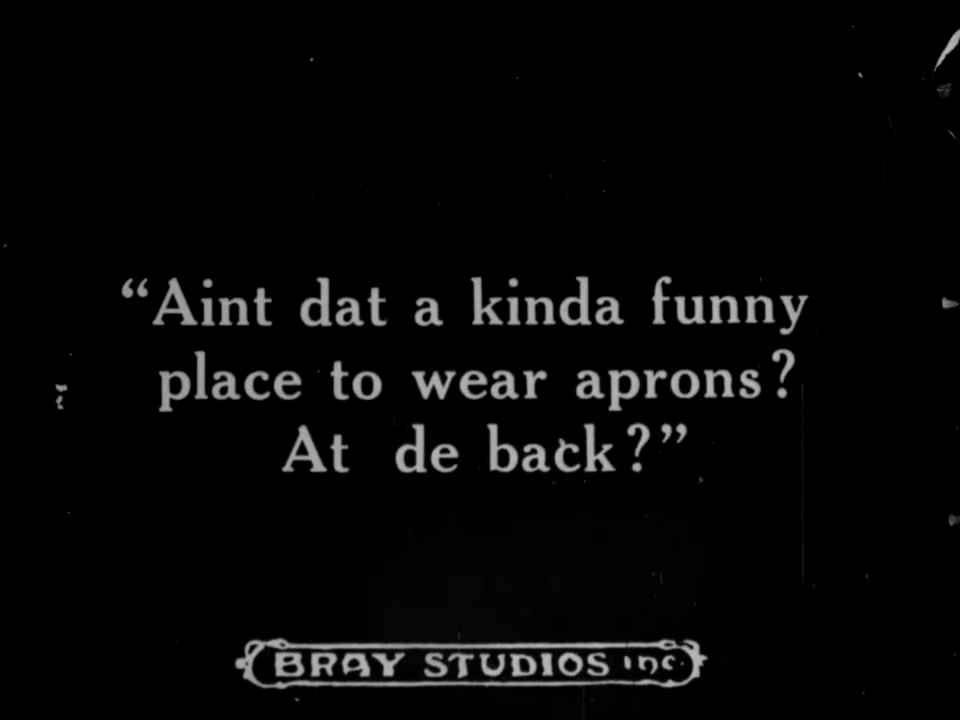 “Aint dat a kinda funny
place to wear aprons?
At de back?”
BRAY STUDIOS Inc.